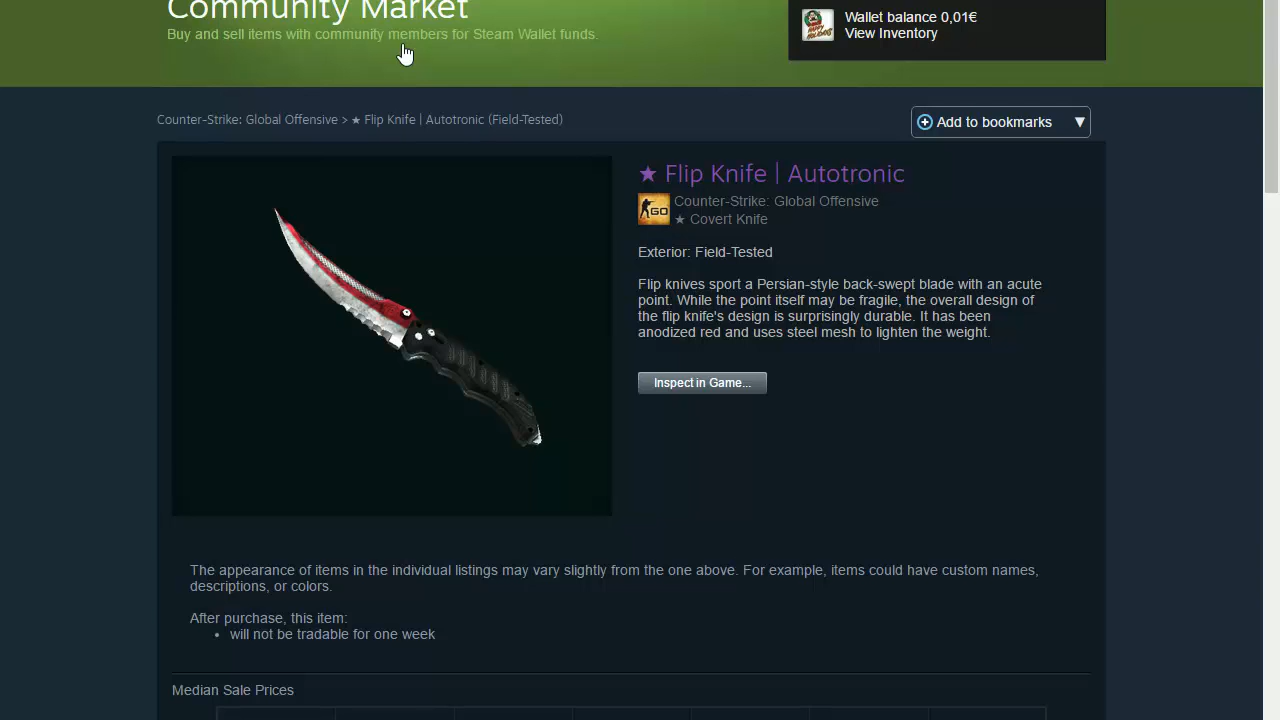 Community Market
Buy and sell items with community members for Steam Wallet funds.
Wallet balance 0,01€
View Inventory
Counter-Strike: Global Offensive > ★ Flip Knife | Autotronic (Field-Tested)
Add to bookmarks ▼
★ Flip Knife | Autotronic
GO
Counter-Strike: Global Offensive
★ Covert Knife
Exterior: Field-Tested
Flip knives sport a Persian-style back-swept blade with an acute
point. While the point itself may be fragile, the overall design of
the flip knife's design is surprisingly durable. It has been
anodized red and uses steel mesh to lighten the weight.
Inspect in Game...
The appearance of items in the individual listings may vary slightly from the one above. For example, items could have custom names,
descriptions, or colors.
After purchase, this item:
• will not be tradable for one week
Median Sale Prices